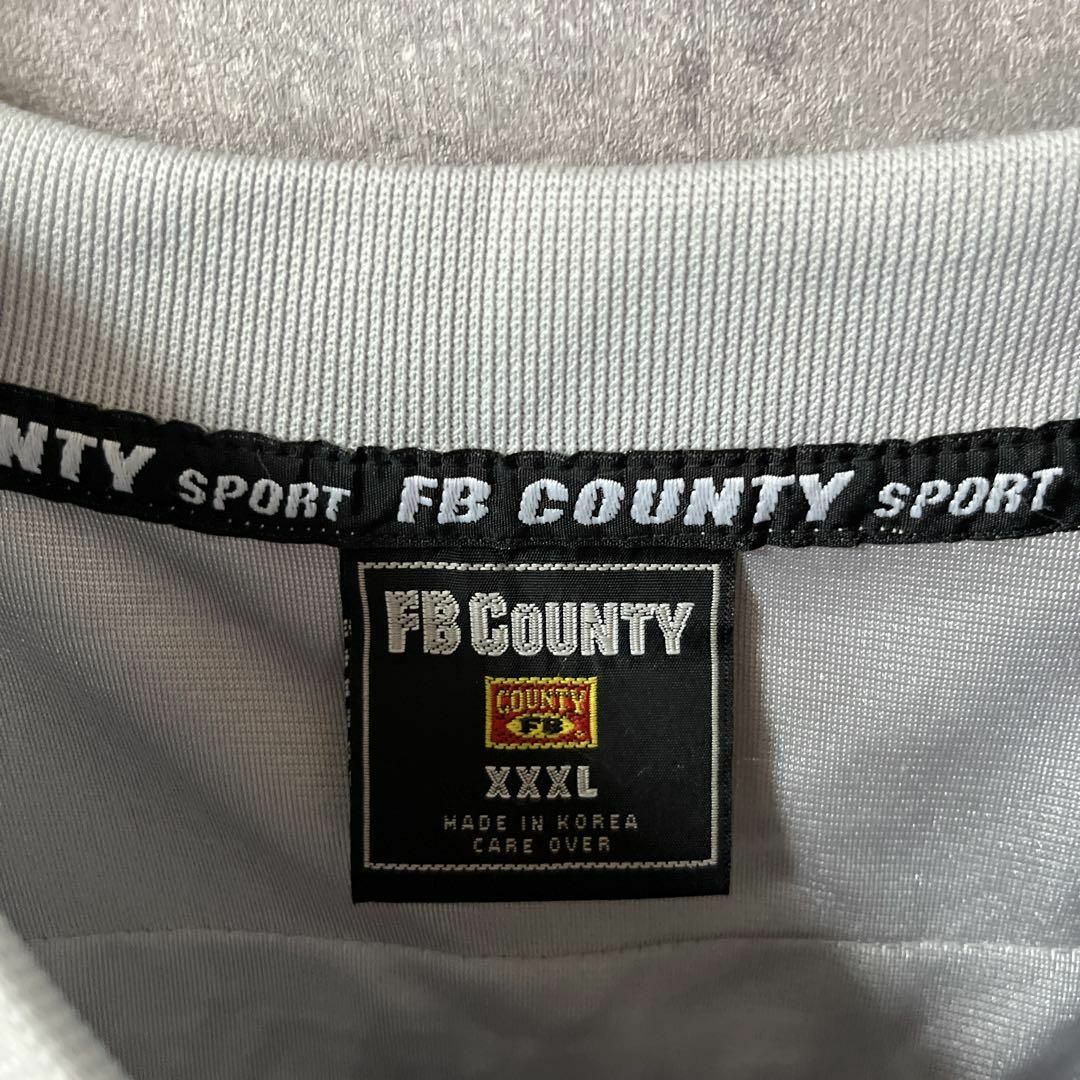 NTY SPORT FB COUNTY SPORT
FB COUNTY
COUNTY
FB
XXXL
MADE IN KOREA
CARE OVER